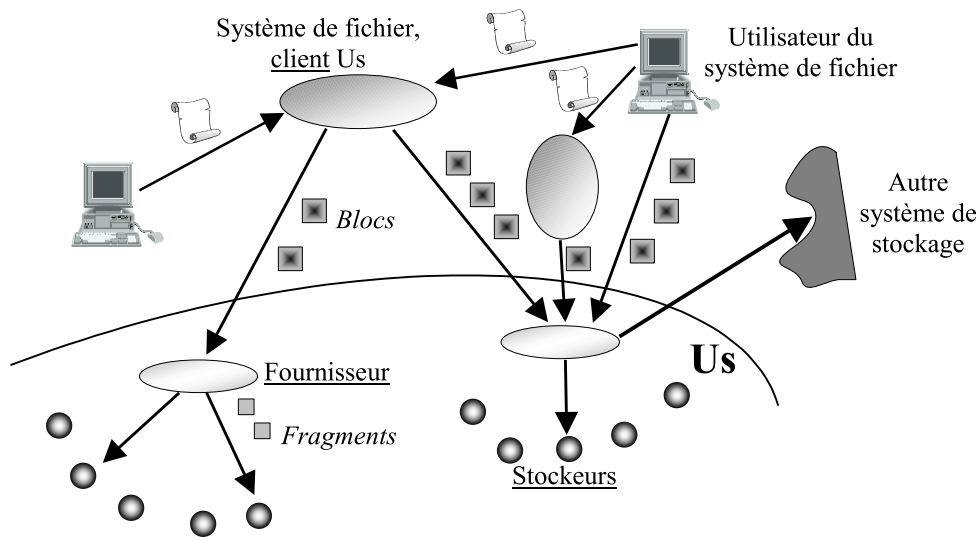 Système de fichier,
client Us
Utilisateur du
système de fichier
Autre
système de
stockage
Blocs
Us
Fournisseur
Fragments
Stockeurs